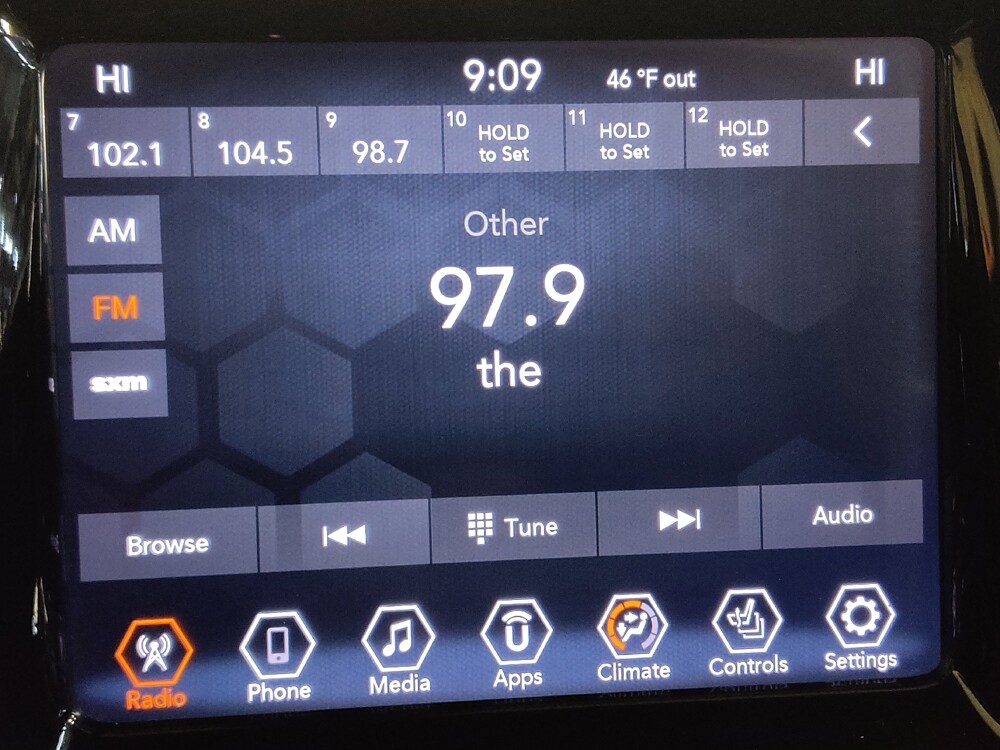 HI 9:09 46 °F out HI
7 8 9 10 HOLD 11 HOLD 12 HOLD
102.1 104.5 98.7 to Set to Set to Set
AM
Other
FM
97.9
sxm
the
Browse Tune Audio
Radio Phone Media Apps Climate Controls Settings